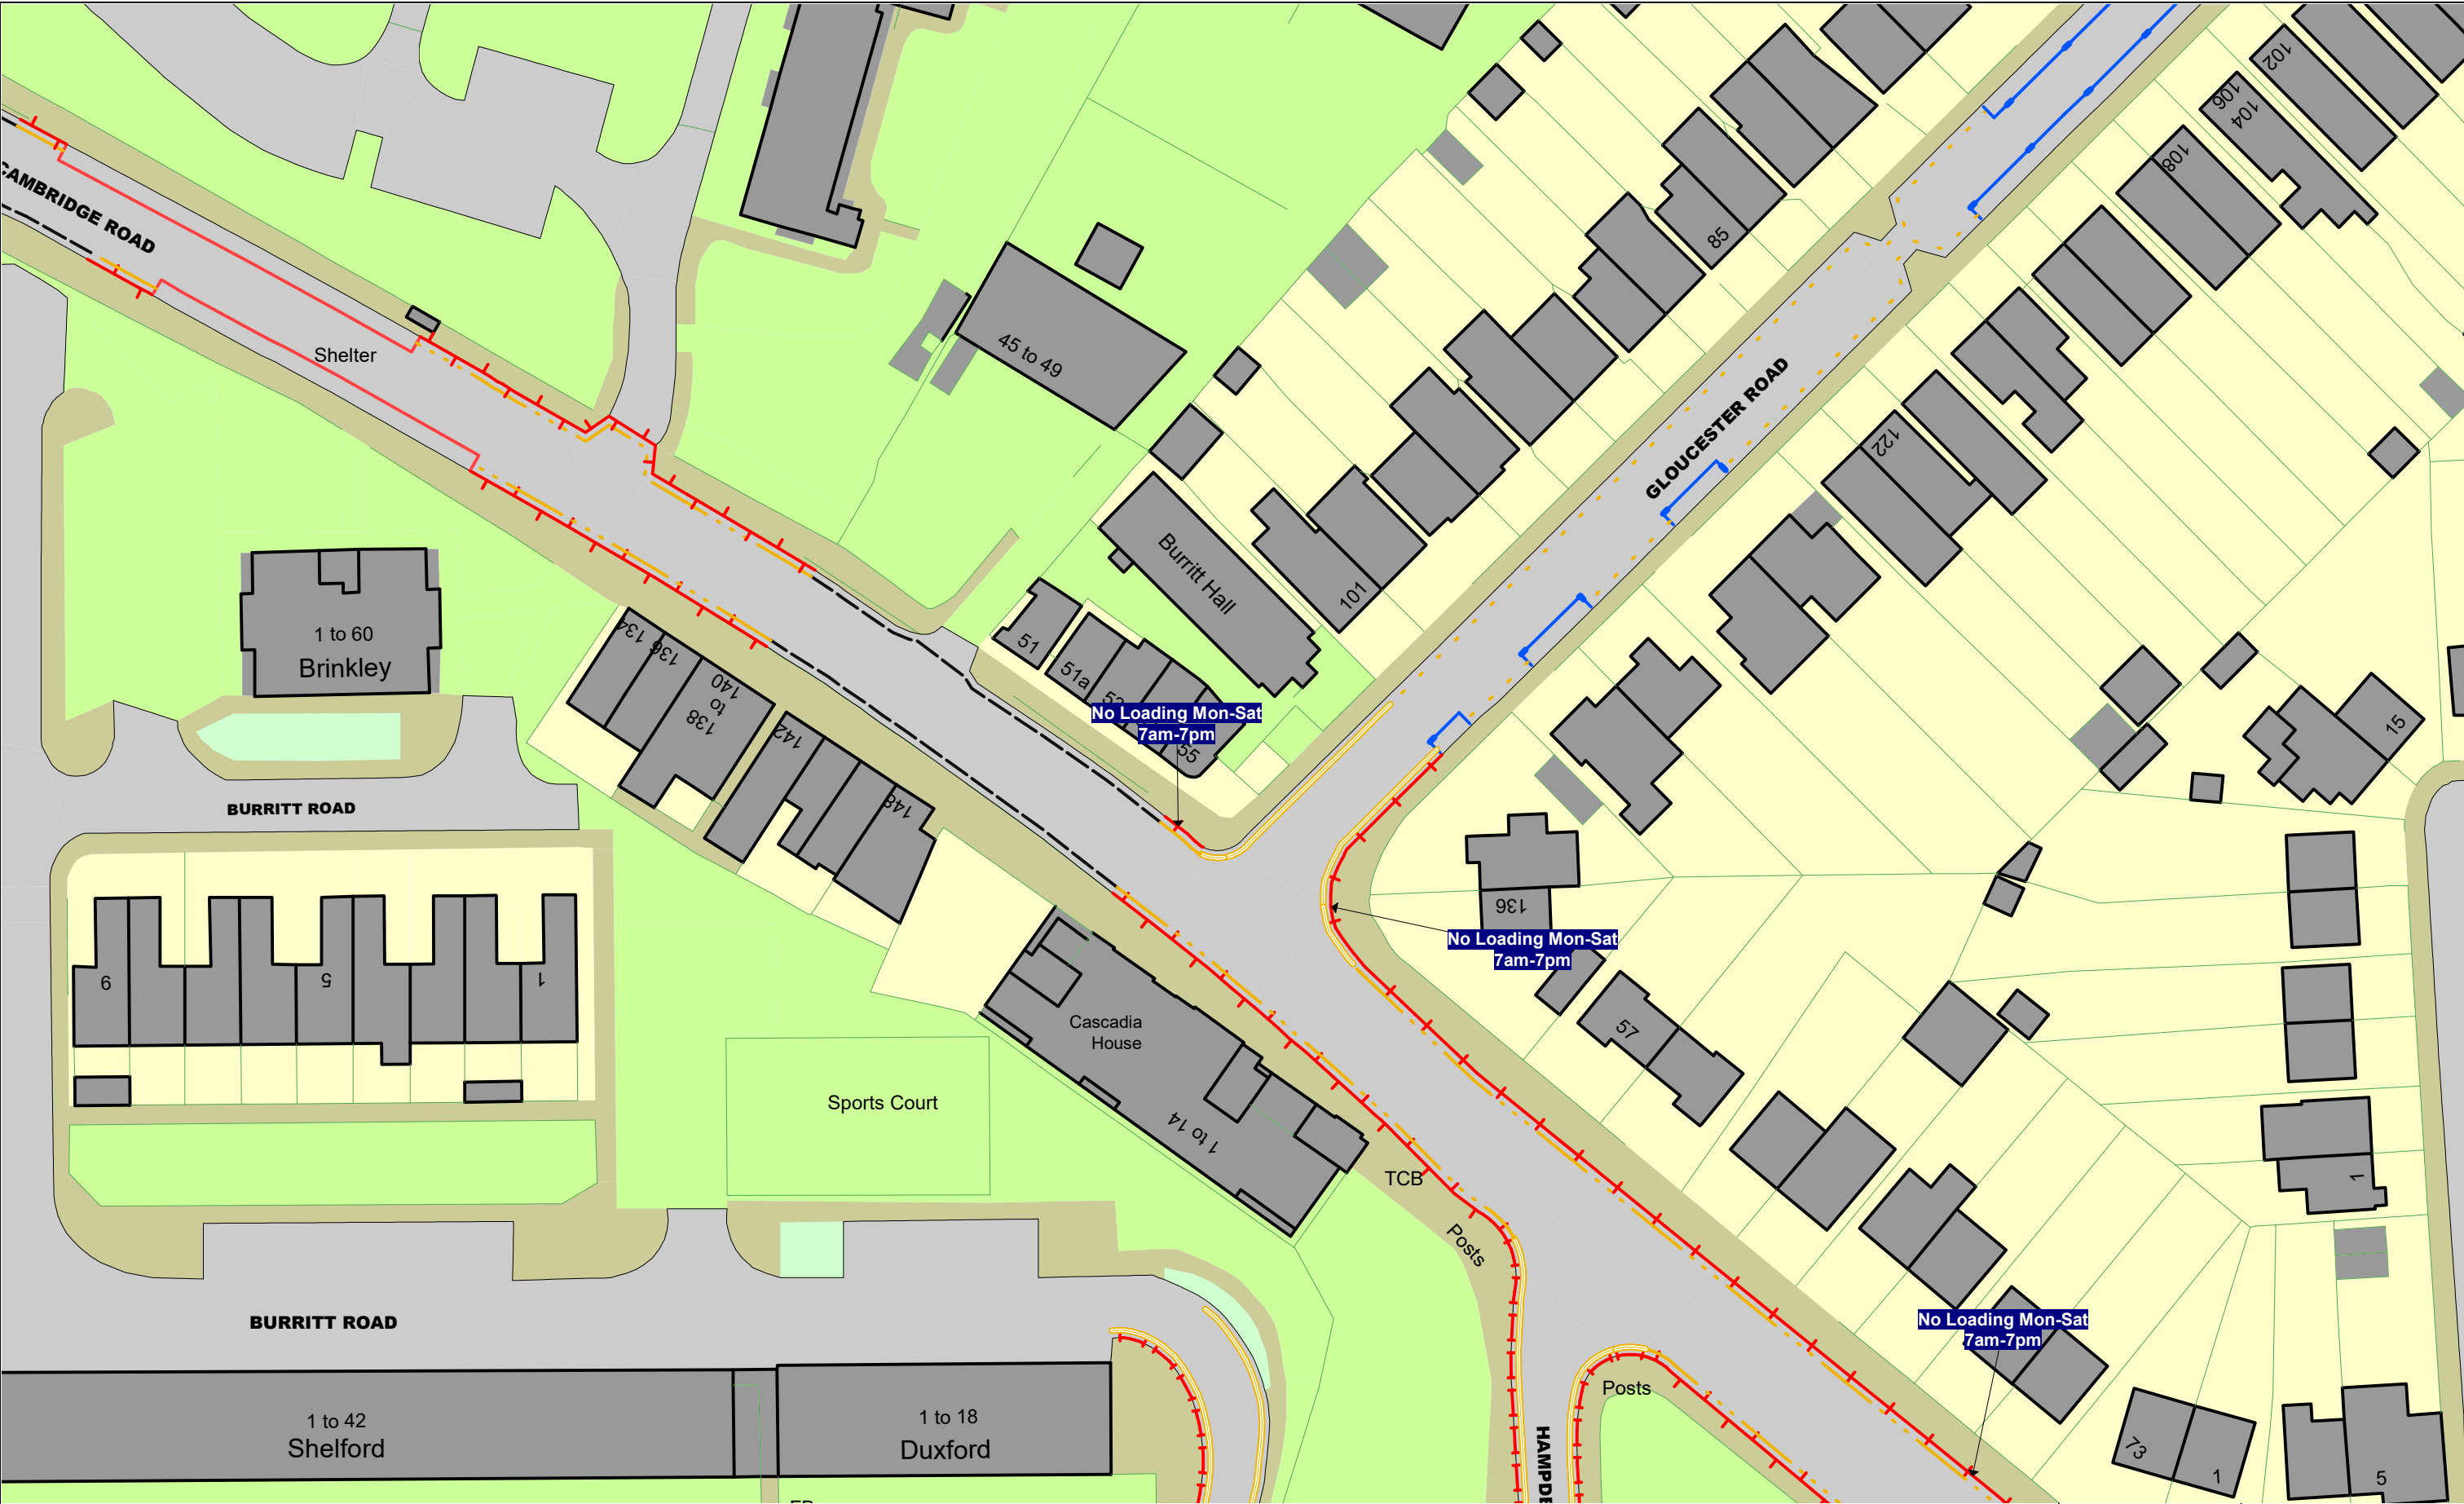 102
106
104
108
CAMBRIDGE ROAD
85
Shelter
45 to 49
GLOUCESTER ROAD
122
Burritt Hall
101
1 to 60
Brinkley
134
136
51
51a
140
to
138
No Loading Mon-Sat
7am-7pm
55
142
15
148
BURRITT ROAD
136
No Loading Mon-Sat
7am-7pm
9
5
1
Cascadia
House
57
Sports Court
1 to 14
TCB
1
Posts
BURRITT ROAD
No Loading Mon-Sat
7am-7pm
Posts
1 to 42
Shelford
1 to 18
Duxford
HAMPDE
73
1
5